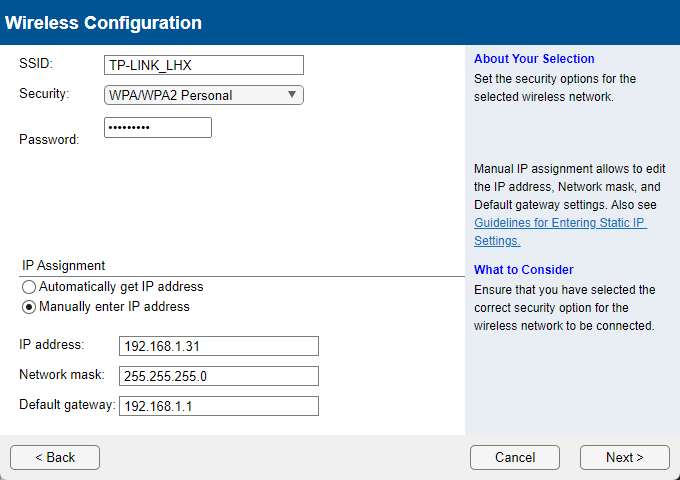 Wireless Configuration
SSID: TP-LINK_LHX
Security: WPA/WPA2 Personal
Password: •••••••••
IP Assignment
Automatically get IP address
Manually enter IP address
IP address: 192.168.1.31
Network mask: 255.255.255.0
Default gateway: 192.168.1.1
About Your Selection
Set the security options for the
selected wireless network.
Manual IP assignment allows to edit
the IP address, Network mask, and
Default gateway settings. Also see
Guidelines for Entering Static IP
Settings.
What to Consider
Ensure that you have selected the
correct security option for the
wireless network to be connected.
< Back
Cancel
Next >